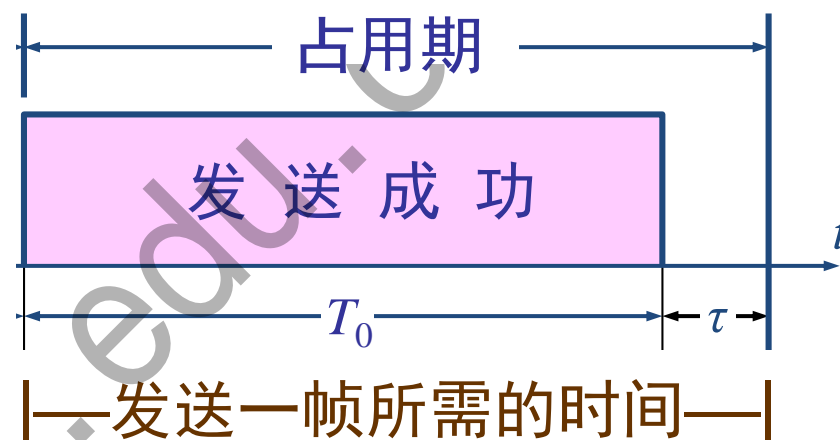 占用期
发送成功
t
T₀
τ
发送一帧所需的时间
.edu.c